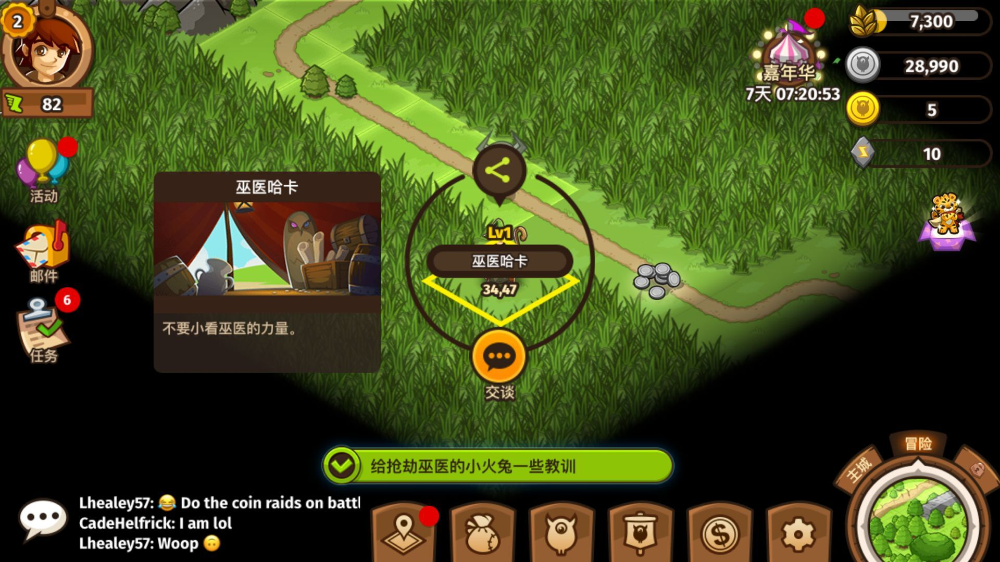 2
82
活动
邮件
6
任务
巫医哈卡
不要小看巫医的力量。
Lv1
巫医哈卡
34,47
交谈
嘉年华
7天 07:20:53
7,300
28,990
5
10
给抢劫巫医的小火兔一些教训
Lhealey57: 😂 Do the coin raids on battl
CadeHelfrick: I am lol
Lhealey57: Woop 🙃
主城
冒险